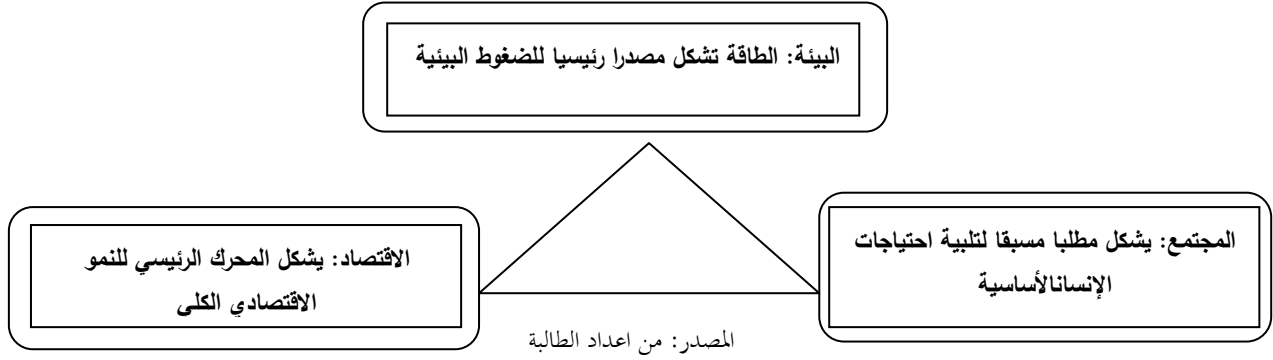 البيئة: الطاقة تشكل مصدرا رئيسيا للضغوط البيئية
المجتمع: يشكل مطلبا مسبقا لتلبية احتياجات
الإنسانالأساسية
الاقتصاد: يشكل المحرك الرئيسي للنمو
الاقتصادي الكلى
المصدر: من اعداد الطالبة